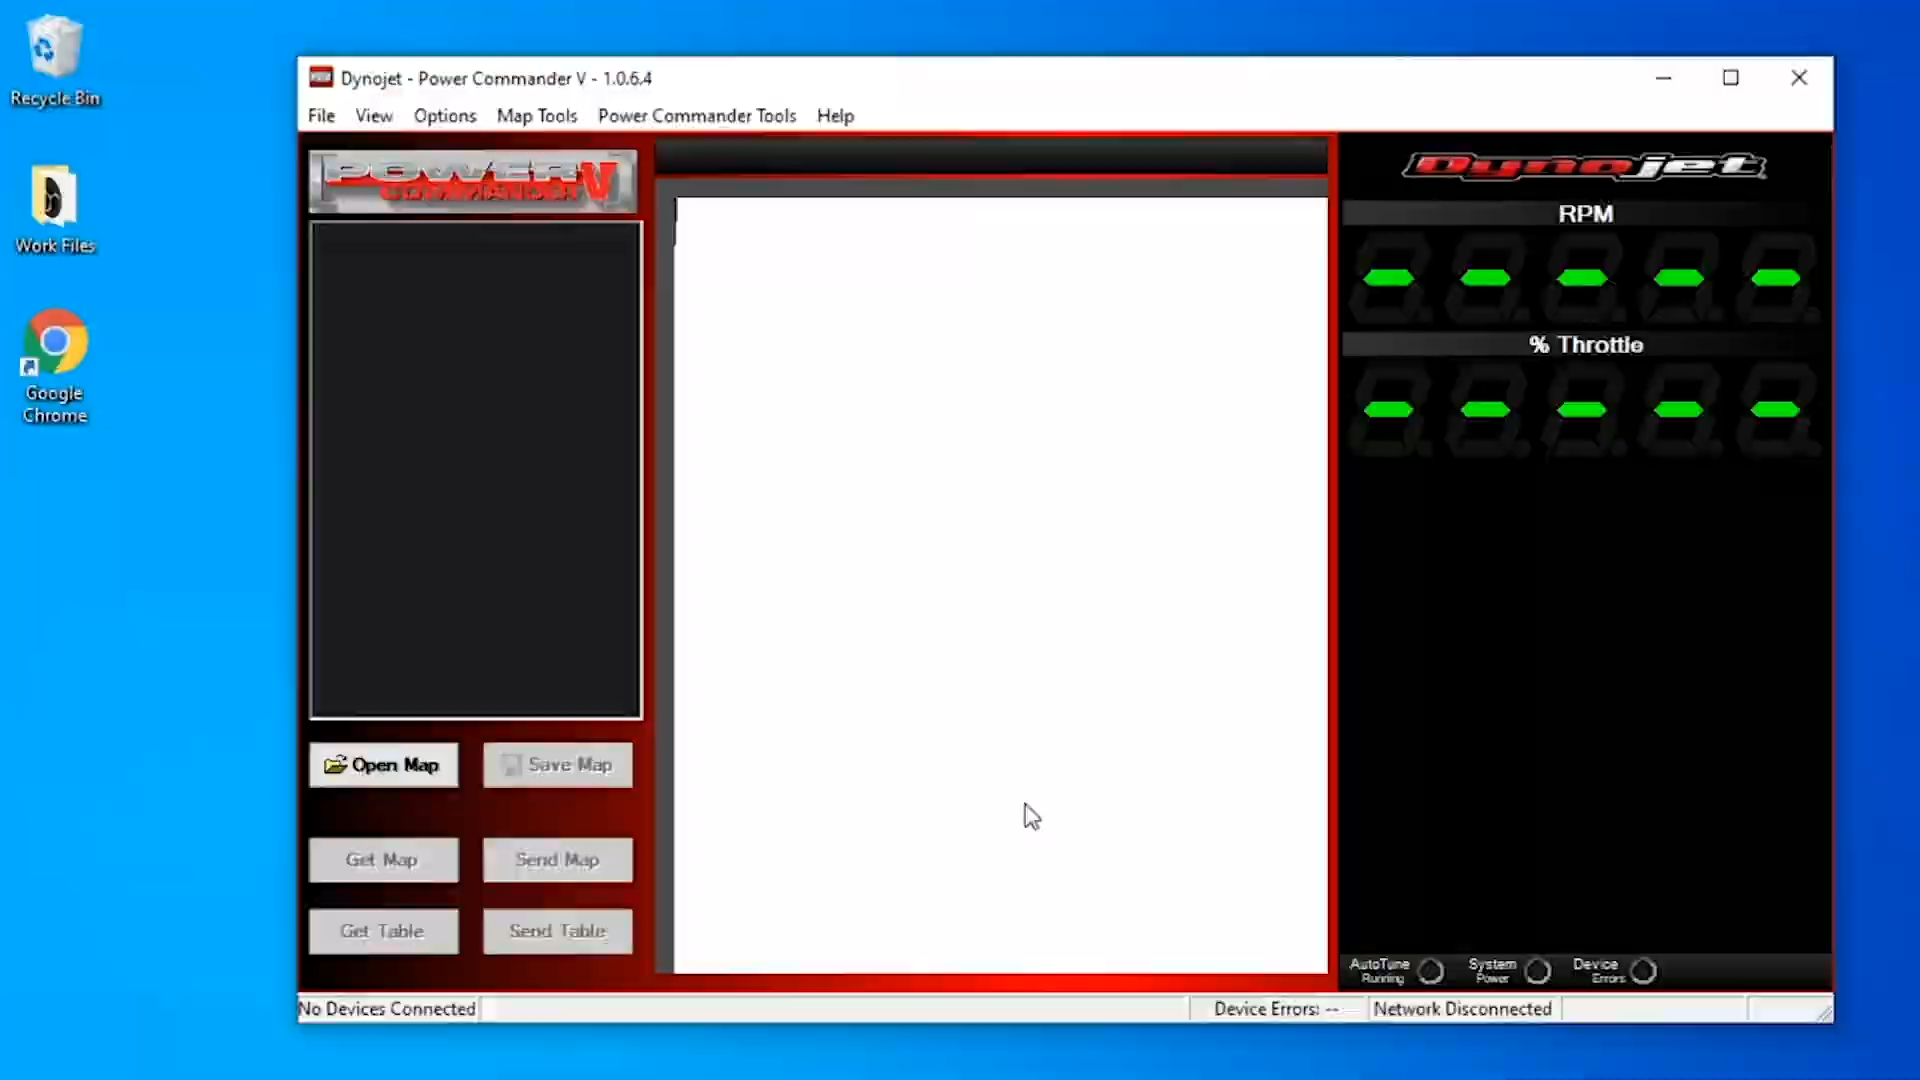 Recycle Bin
Work Files
Google
Chrome
Dynojet - Power Commander V - 1.0.6.4
File View Options Map Tools Power Commander Tools Help
POWER
COMMANDER V
Open Map
Save Map
Get Map
Send Map
Get Table
Send Table
Dynojet
RPM
- - - - -
% Throttle
- - - - -
AutoTune
Running
System
Power
Device
Errors
No Devices Connected
Device Errors: --
Network Disconnected